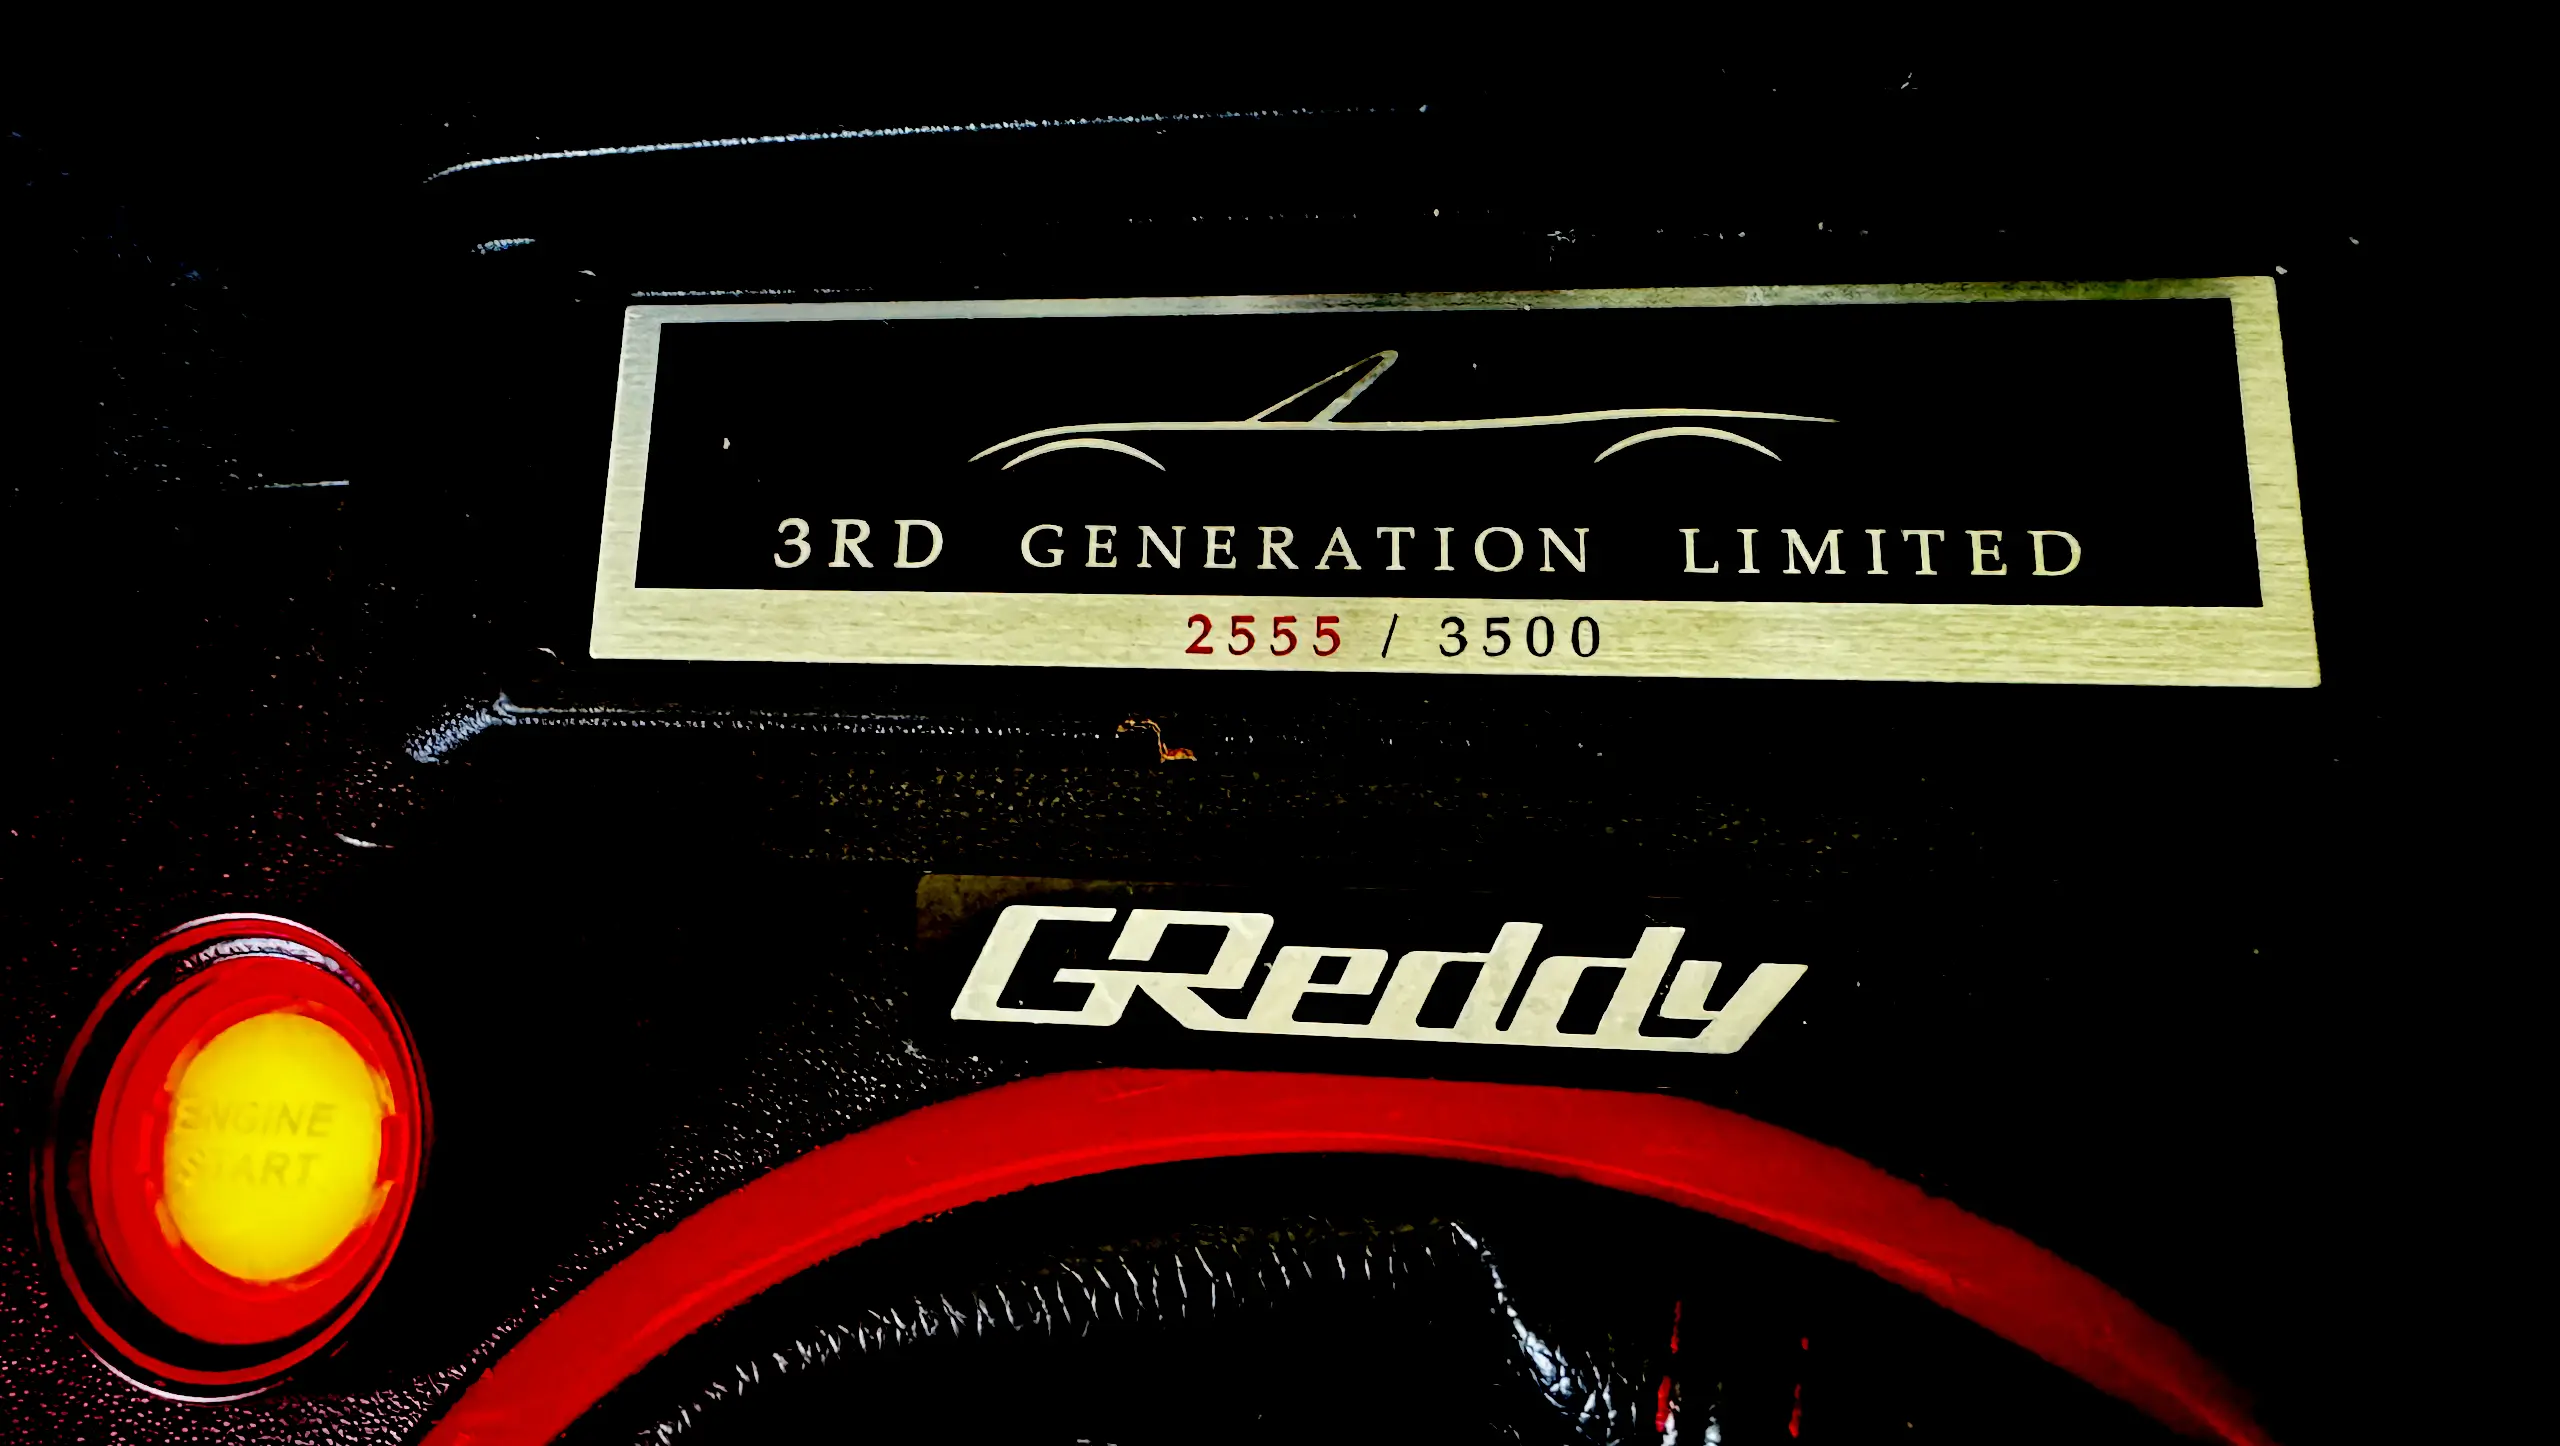 3RD GENERATION LIMITED
2555 / 3500
GReddy
ENGINE
START